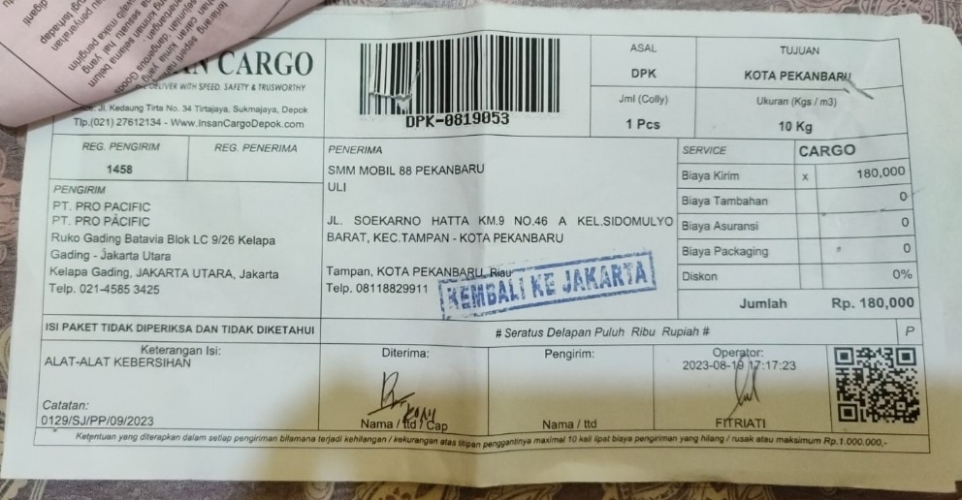 CARGO
DELIVER WITH SPEED, SAFETY & TRUSTWORTHY
Jl. Kedaung Tirta No. 34 Tirtajaya, Sukmajaya, Depok
Tlp.(021) 27612134 - Www.InsanCargoDepok.com
DPK-0819053
ASAL
DPK
TUJUAN
KOTA PEKANBARU
Jml (Colly)
1 Pcs
Ukuran (Kgs / m3)
10 Kg
REG. PENGIRIM
1458
REG. PENERIMA
PENGIRIM
PT. PRO PACIFIC
PT. PRO PACIFIC
Ruko Gading Batavia Blok LC 9/26 Kelapa
Gading - Jakarta Utara
Kelapa Gading, JAKARTA UTARA, Jakarta
Telp. 021-4585 3425
PENERIMA
SMM MOBIL 88 PEKANBARU
ULI
JL. SOEKARNO HATTA KM.9 NO.46 A KEL.SIDOMULYO
BARAT, KEC.TAMPAN - KOTA PEKANBARU
Tampan, KOTA PEKANBARU, Riau
Telp. 08118829911
KEMBALI KE JAKARTA
SERVICE CARGO
Biaya Kirim x 180,000
Biaya Tambahan 0
Biaya Asuransi 0
Biaya Packaging 0
Diskon 0%
Jumlah Rp. 180,000
ISI PAKET TIDAK DIPERIKSA DAN TIDAK DIKETAHUI
# Seratus Delapan Puluh Ribu Rupiah #
P
Keterangan Isi:
ALAT-ALAT KEBERSIHAN
Catatan:
0129/SJ/PP/09/2023
Diterima:
Nama / ttd / Cap
Pengirim:
Nama / ttd
Operator:
2023-08-19 17:17:23
FITRIATI
Ketentuan yang diterapkan dalam setiap pengiriman bilamana terjadi kehilangan / kekurangan atas titipan penggantinya maximal 10 kali lipat biaya pengiriman yang hilang / rusak atau maksimum Rp.1.000.000,-